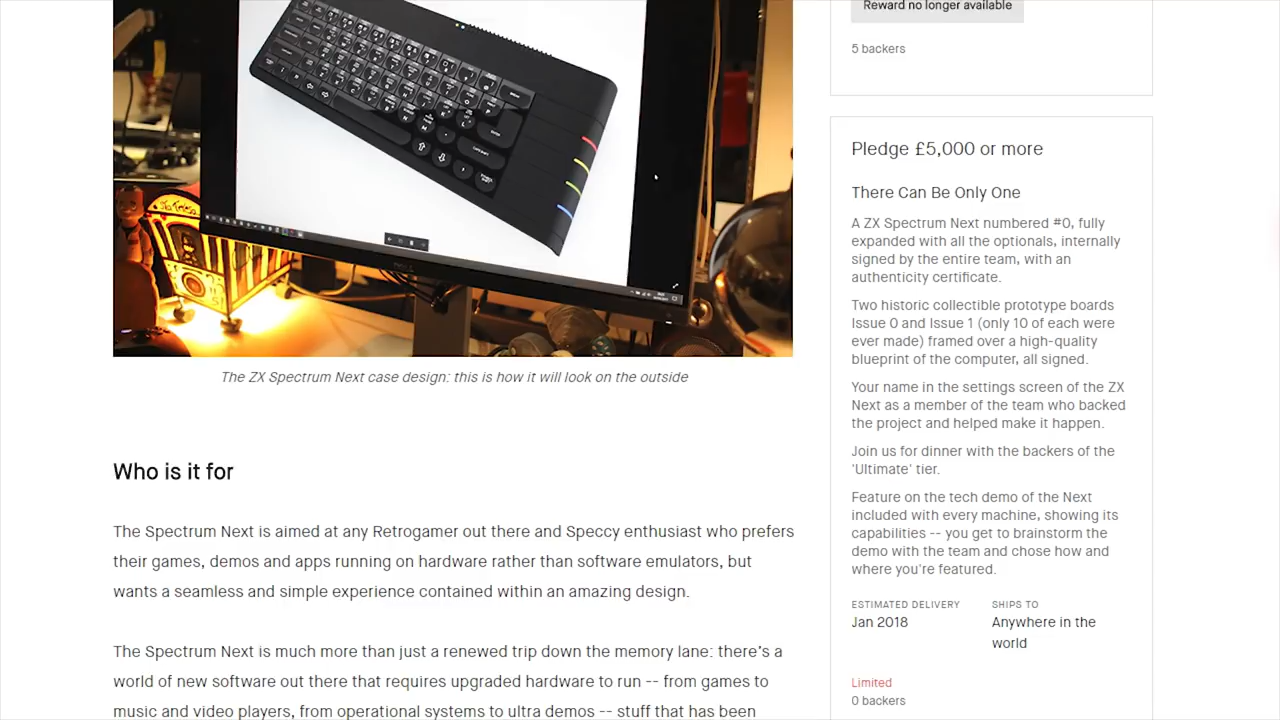 The ZX Spectrum Next case design: this is how it will look on the outside
Who is it for
The Spectrum Next is aimed at any Retrogamer out there and Speccy enthusiast who prefers
their games, demos and apps running on hardware rather than software emulators, but
wants a seamless and simple experience contained within an amazing design.
The Spectrum Next is much more than just a renewed trip down the memory lane: there's a
world of new software out there that requires upgraded hardware to run -- from games to
music and video players, from operational systems to ultra demos -- stuff that has been
Reward no longer available
5 backers
Pledge £5,000 or more
There Can Be Only One
A ZX Spectrum Next numbered #0, fully
expanded with all the optionals, internally
signed by the entire team, with an
authenticity certificate.
Two historic collectible prototype boards
Issue 0 and Issue 1 (only 10 of each were
ever made) framed over a high-quality
blueprint of the computer, all signed.
Your name in the settings screen of the ZX
Next as a member of the team who backed
the project and helped make it happen.
Join us for dinner with the backers of the
'Ultimate' tier.
Feature on the tech demo of the Next
included with every machine, showing its
capabilities -- you get to brainstorm the
demo with the team and chose how and
where you're featured.
ESTIMATED DELIVERY
Jan 2018
SHIPS TO
Anywhere in the
world
Limited
0 backers